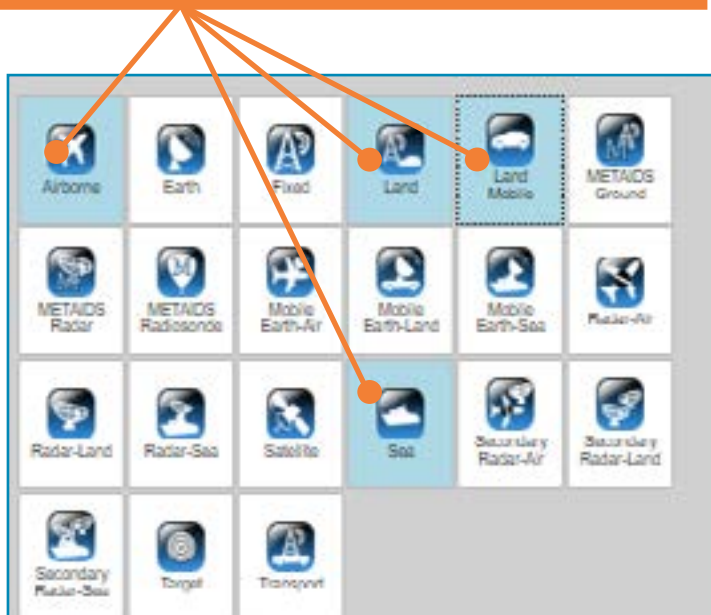 Airborne
Earth
Fixed
Land
Land
Mobile
METAIDS
Ground
METAIDS
Radar
METAIDS
Radiosonde
Mobile
Earth-Air
Mobile
Earth-Land
Mobile
Earth-Sea
Radar-Air
Radar-Land
Radar-Sea
Satellite
Sea
Secondary
Radar-Air
Secondary
Radar-Land
Secondary
Radar-Sea
Target
Transport